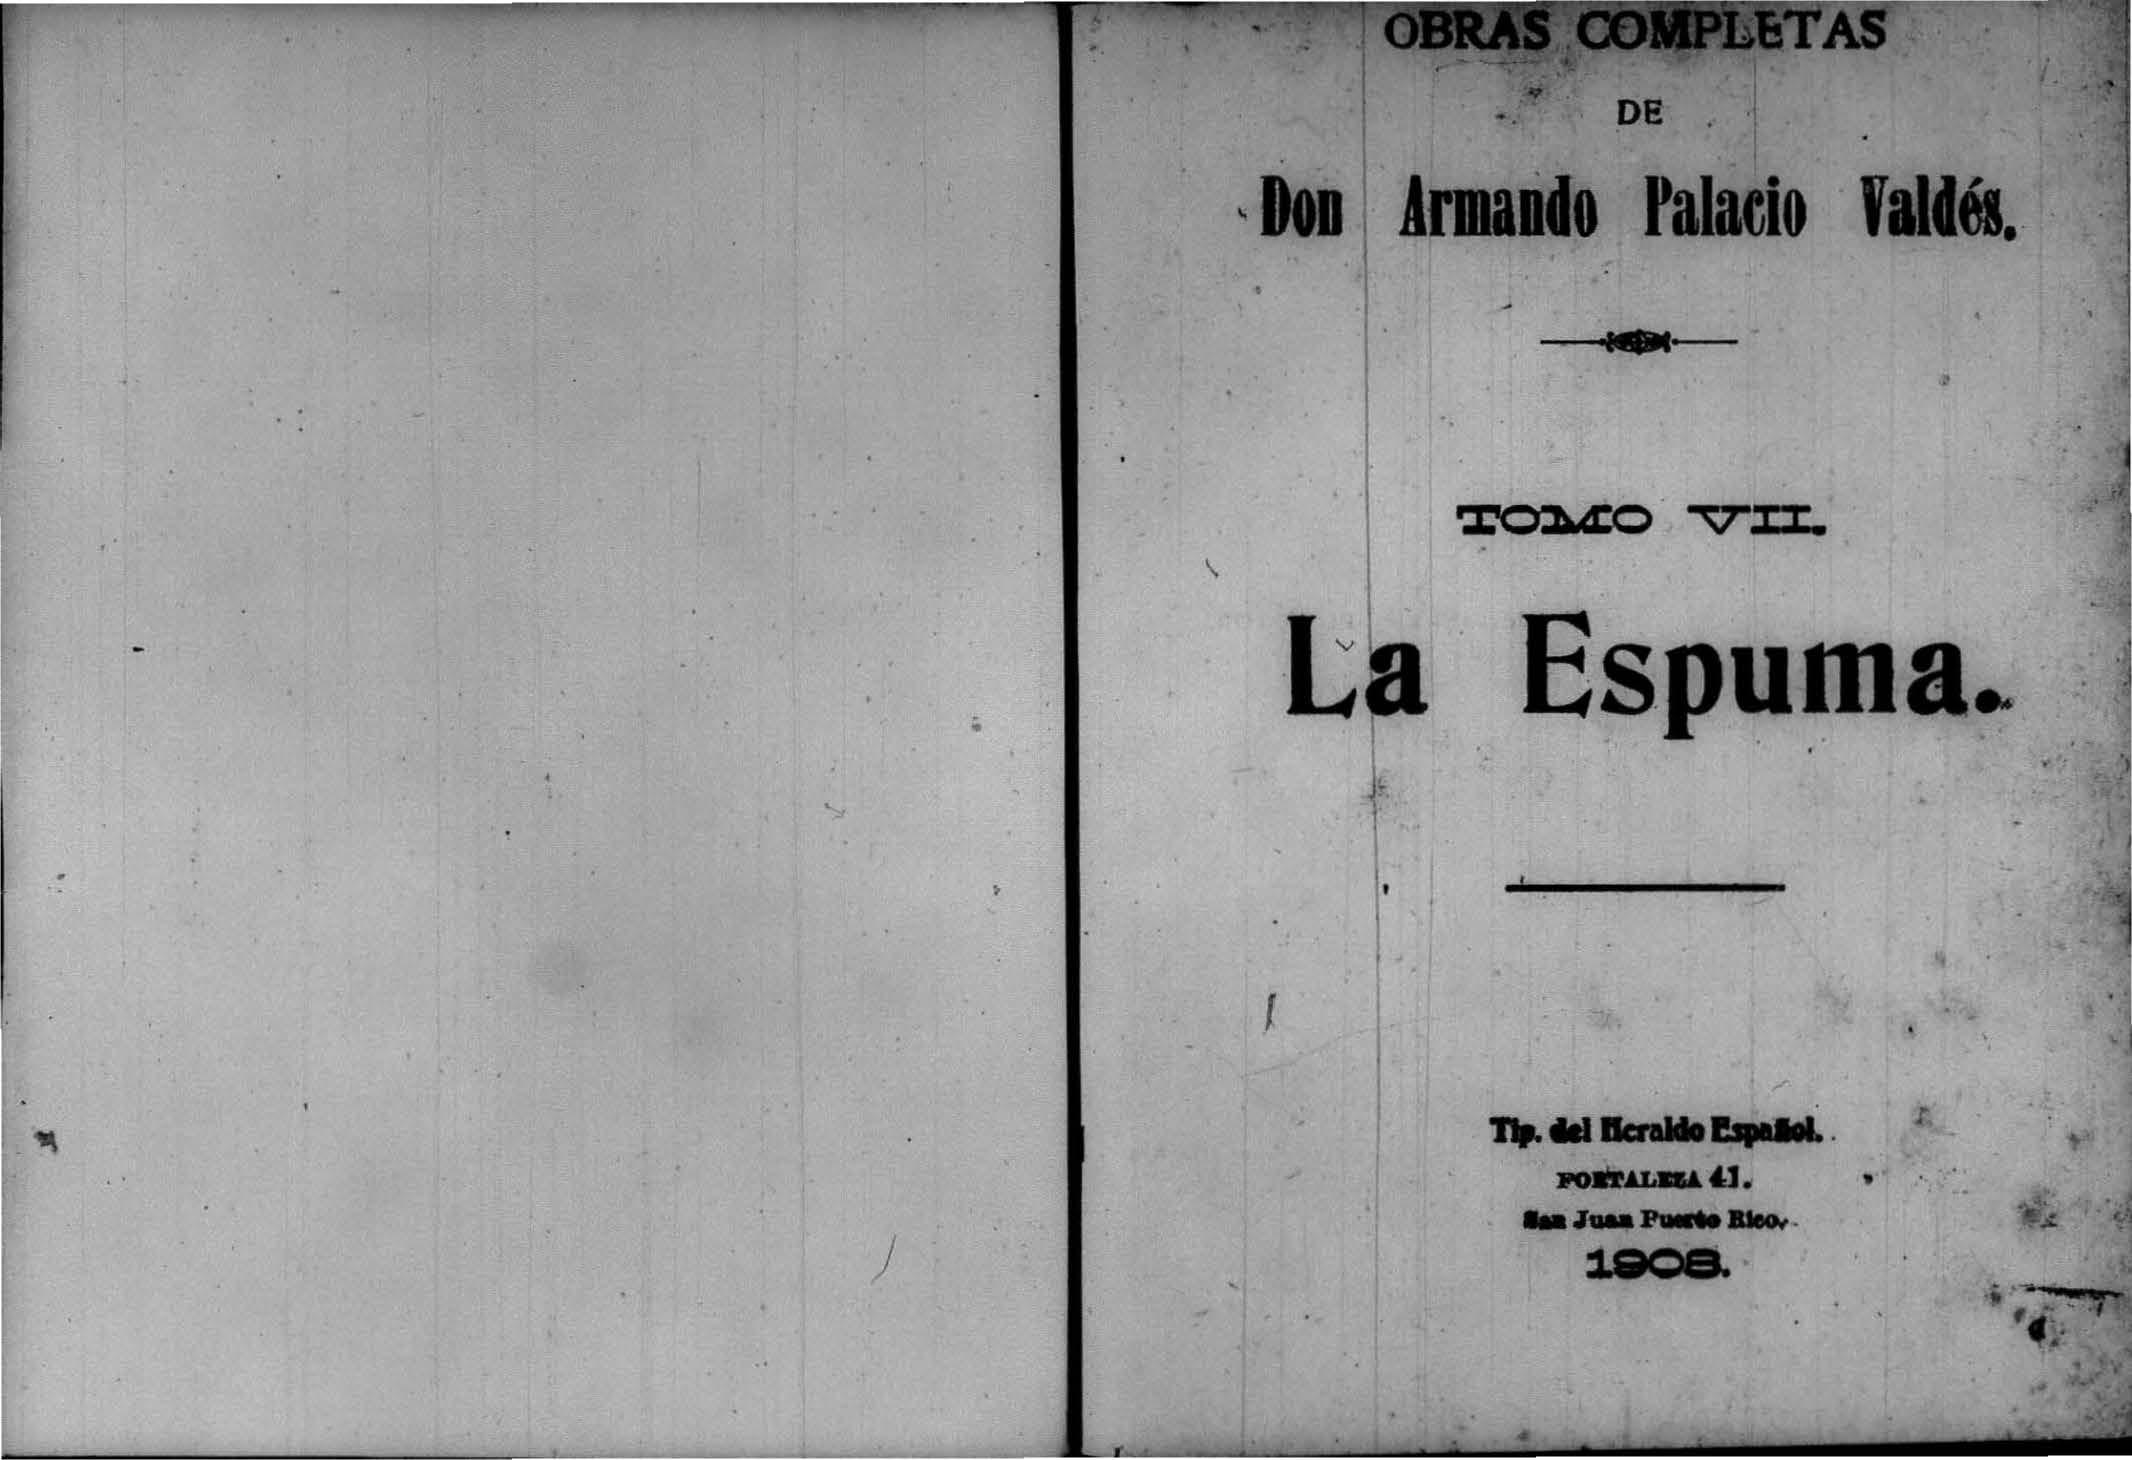 OBRAS COMPLETAS
DE
Don Armando Palacio Valdés.
TOMO VII.
La Espuma.
Tip. del Heraldo Español.
FORTALEZA 41.
San Juan Puerto Rico.
1908.